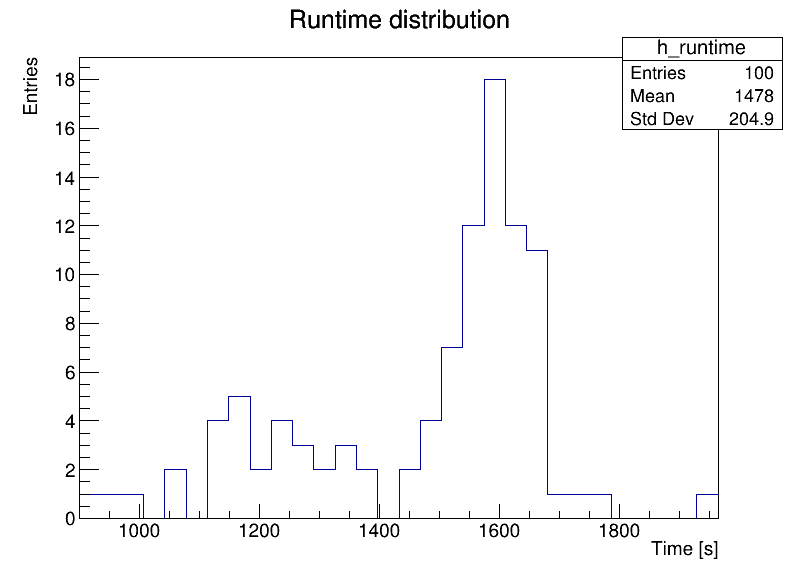 Runtime distribution
h_runtime
Entries 100
Mean 1478
Std Dev 204.9
Entries
18
16
14
12
10
8
6
4
2
0
1000 1200 1400 1600 1800
Time [s]